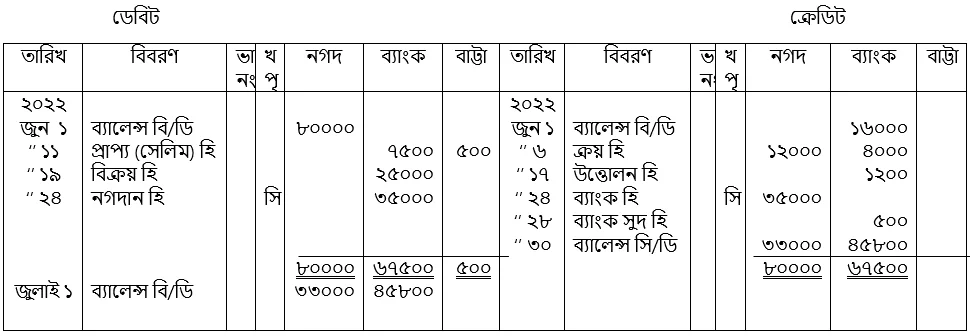 ডেবিট ক্রেডিট
তারিখ বিবরণ ভা নং খ পৃ নগদ ব্যাংক বাট্টা তারিখ বিবরণ ভ নং খ পৃ নগদ ব্যাংক বাট্টা
২০২২ ২০২২
জুন ১ ব্যালেন্স বি/ডি ৮০০০০ জুন ১ ব্যালেন্স বি/ডি ১৬০০০
“ ১১ প্রাপ্য (সেলিম) হি ৭৫০০ ৫০০ “ ৬ ক্রয় হি ১২০০০ ৪০০০
“ ১৯ বিক্রয় হি ২৫০০০ “ ১৭ উত্তোলন হি ১২০০
“ ২৪ নগদান হি সি ৩৫০০০ “ ২৪ ব্যাংক হি সি ৩৫০০০
“ ২৮ ব্যাংক সুদ হি ৫০০
“ ৩০ ব্যালেন্স সি/ডি ৩৩০০০ ৪৫৮০০
৮০০০০ ৬৭৫০০ ৫০০ ৮০০০০ ৬৭৫০০
জুলাই ১ ব্যালেন্স বি/ডি ৩৩০০০ ৪৫৮০০